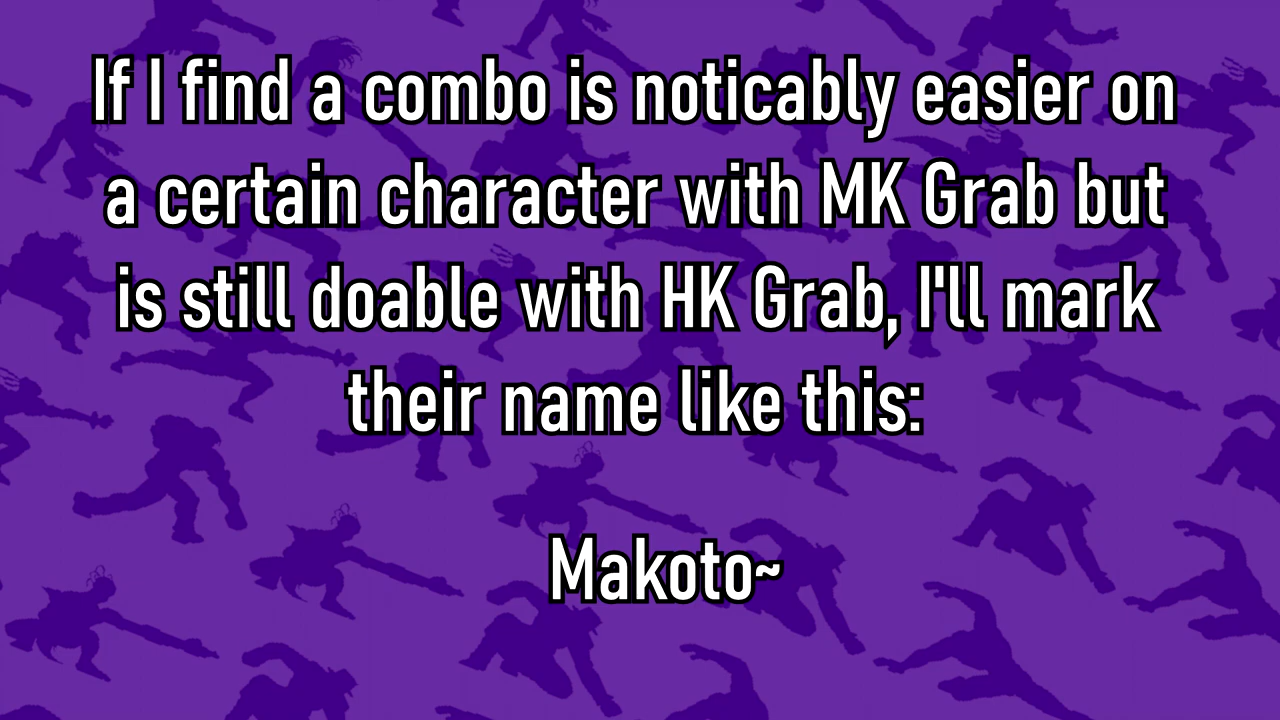 If I find a combo is noticably easier on
a certain character with MK Grab but
is still doable with HK Grab, I'll mark
their name like this:
Makoto~